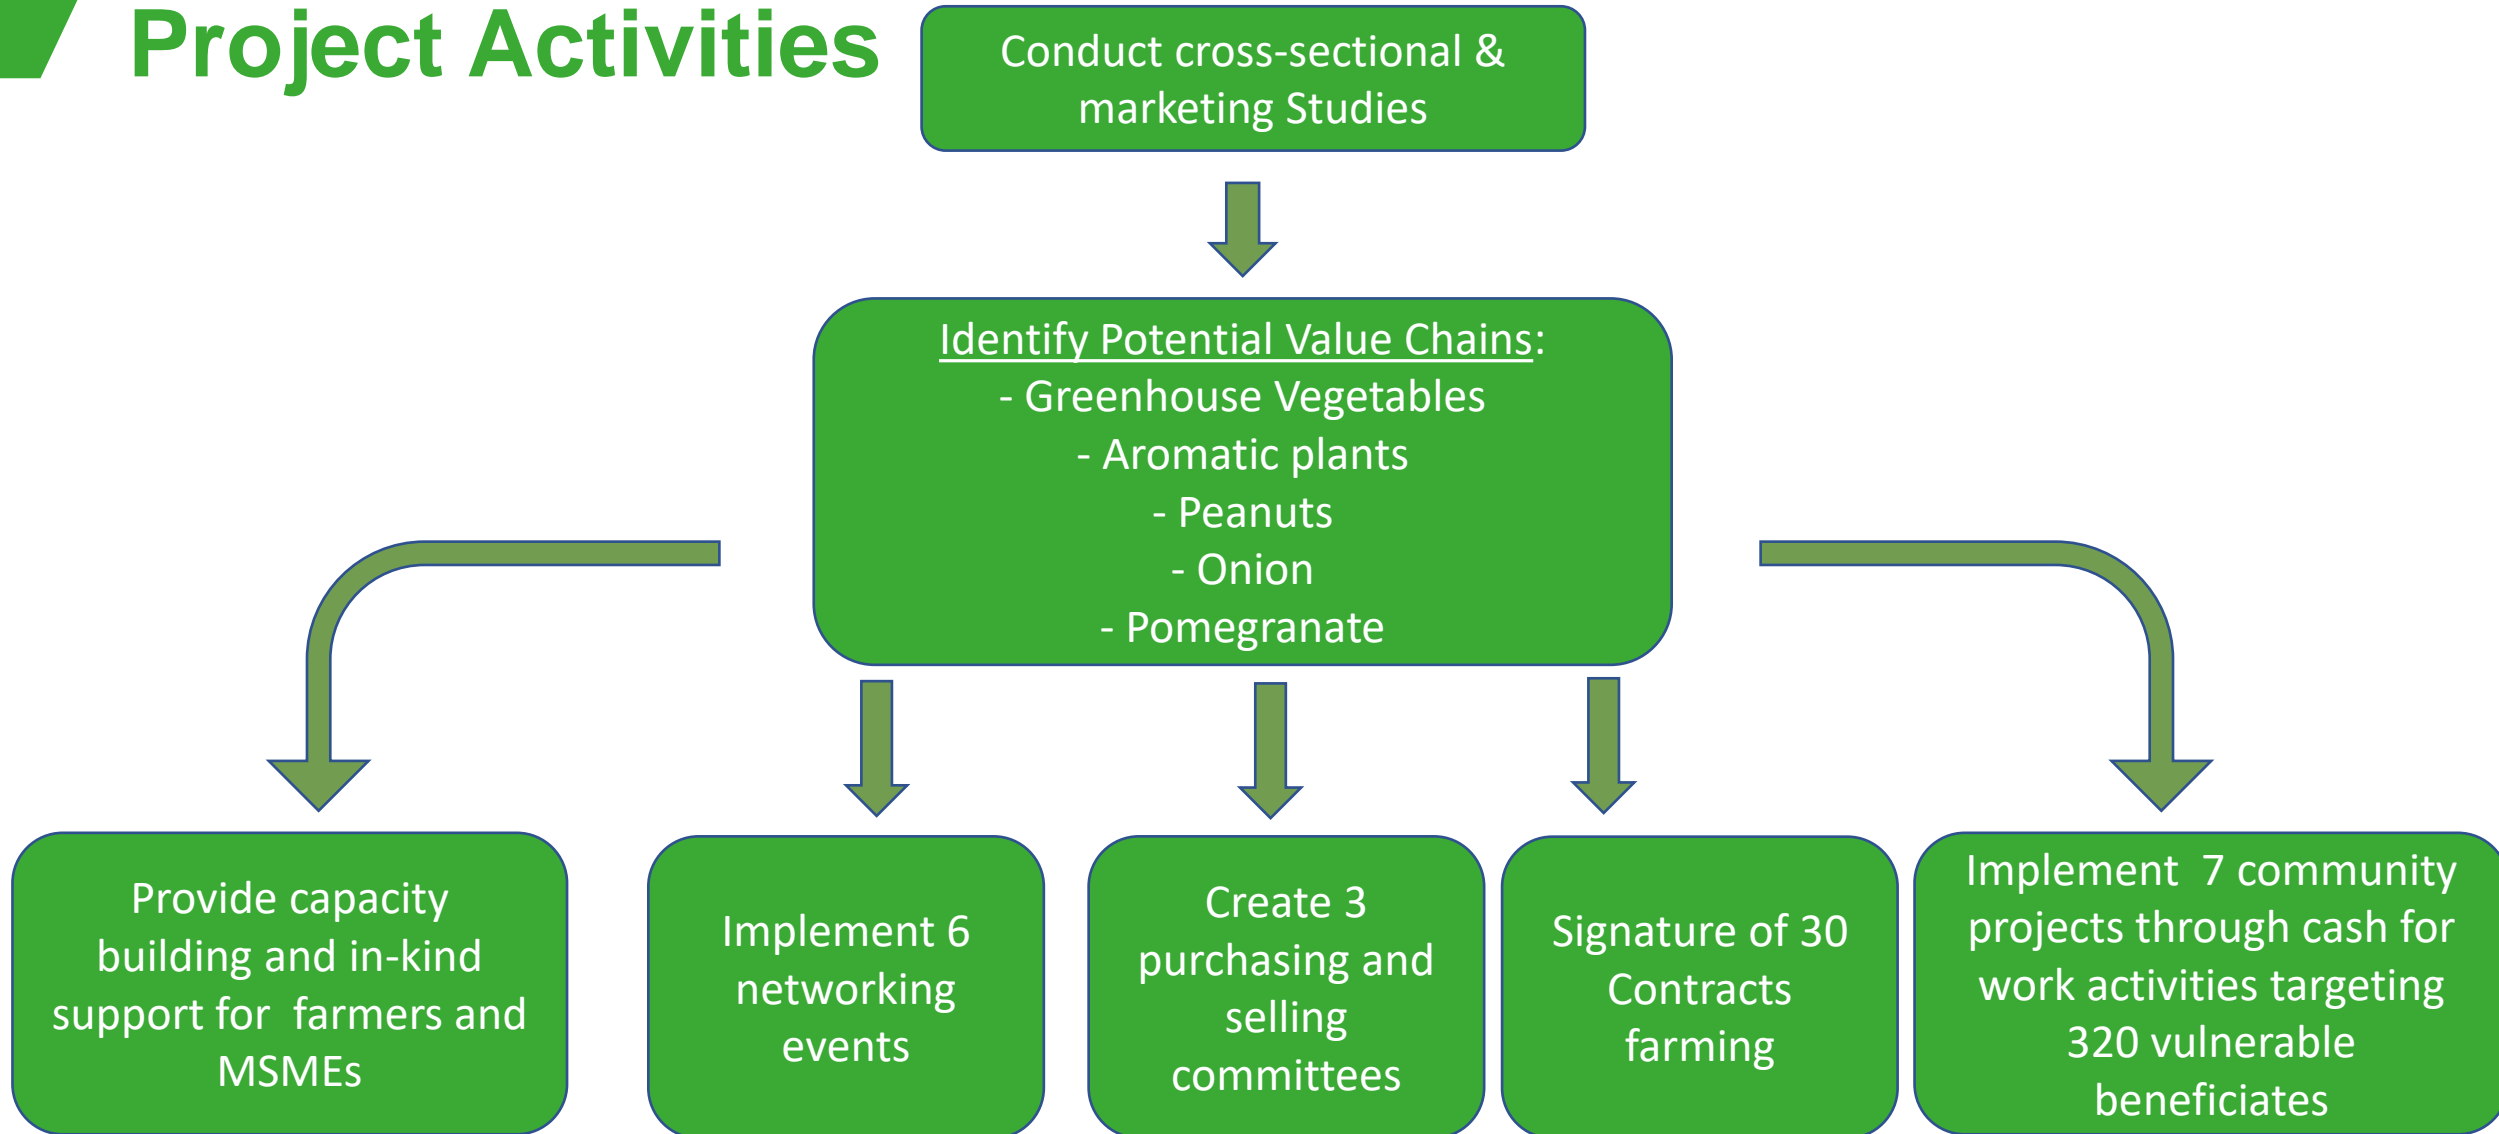 Project Activities
Conduct cross-sectional &
marketing Studies
Identify Potential Value Chains:
- Greenhouse Vegetables
- Aromatic plants
- Peanuts
- Onion
- Pomegranate
Provide capacity
building and in-kind
support for farmers and
MSMEs
Implement 6
networking
events
Create 3
purchasing and
selling
committees
Signature of 30
Contracts
farming
Implement 7 community
projects through cash for
work activities targeting
320 vulnerable
beneficiates